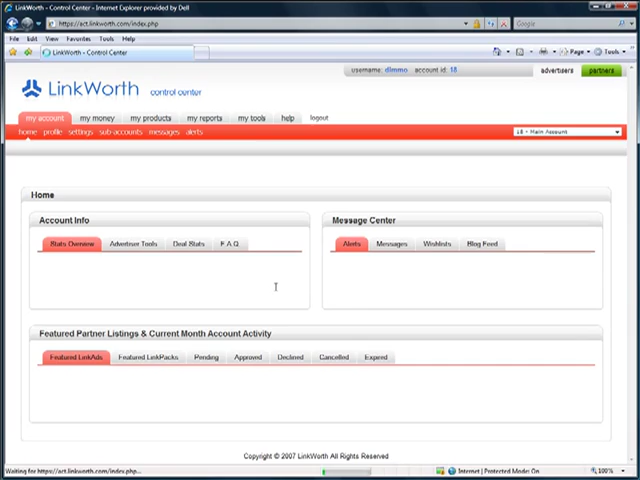 LinkWorth - Control Center - Internet Explorer provided by Dell
https://act.linkworth.com/index.php
Google
File Edit View Favorites Tools Help
LinkWorth - Control Center
Page Tools
username: dlmmo account id: 18
advertisers partners
LinkWorth control center
my account my money my products my reports my tools help logout
home profile settings sub-accounts messages alerts
18 - Main Account
Home
Account Info
Stats Overview Advertiser Tools Deal Stats F.A.Q
Message Center
Alerts Messages Wishlists Blog Feed
Featured Partner Listings & Current Month Account Activity
Featured LinkAds Featured LinkPacks Pending Approved Declined Cancelled Expired
Copyright © 2007 LinkWorth All Rights Reserved
Waiting for https://act.linkworth.com/index.php...
Internet | Protected Mode: On
100%